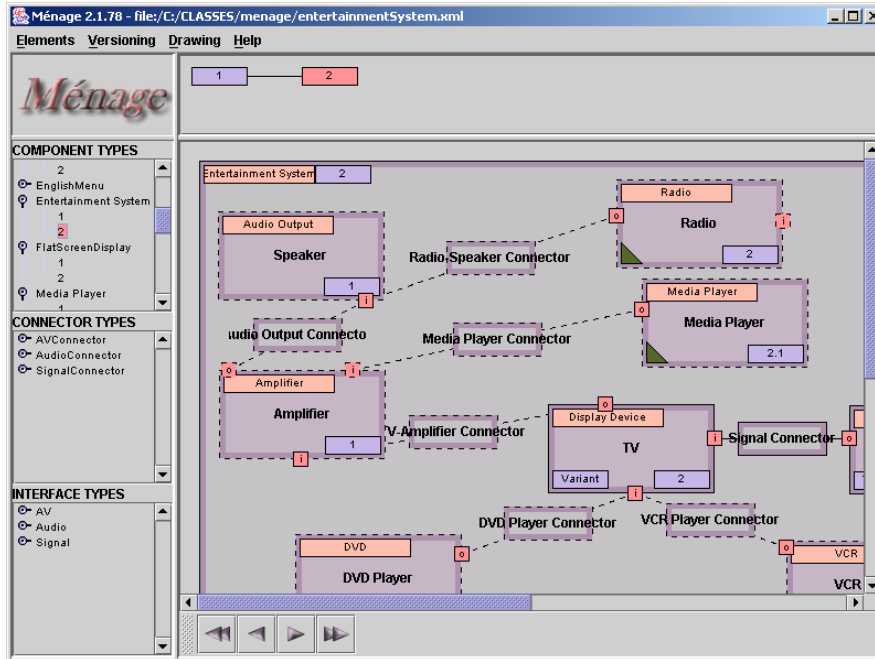 Ménage 2.1.78 - file:/C:/CLASSES/menage/entertainmentSystem.xml
Elements Versioning Drawing Help
Ménage
1 2
COMPONENT TYPES
2
EnglishMenu
Entertainment System
1
2
FlatScreenDisplay
1
2
Media Player
1
CONNECTOR TYPES
AVConnector
AudioConnector
SignalConnector
INTERFACE TYPES
AV
Audio
Signal
Entertainment System 2
Audio Output
Speaker
1
i
Radio-Speaker Connector
Radio
o
Radio
i
2
Audio Output Connecto
Media Player Connector
Media Player
o
Media Player
2.1
o
i
Amplifier
Amplifier
1
i
V-Amplifier Connector
o
Display Device
TV
Variant 2
i
i
Signal Connector
o
1
DVD Player Connector
VCR Player Connector
DVD
o
DVD Player
o
VCR
VCR